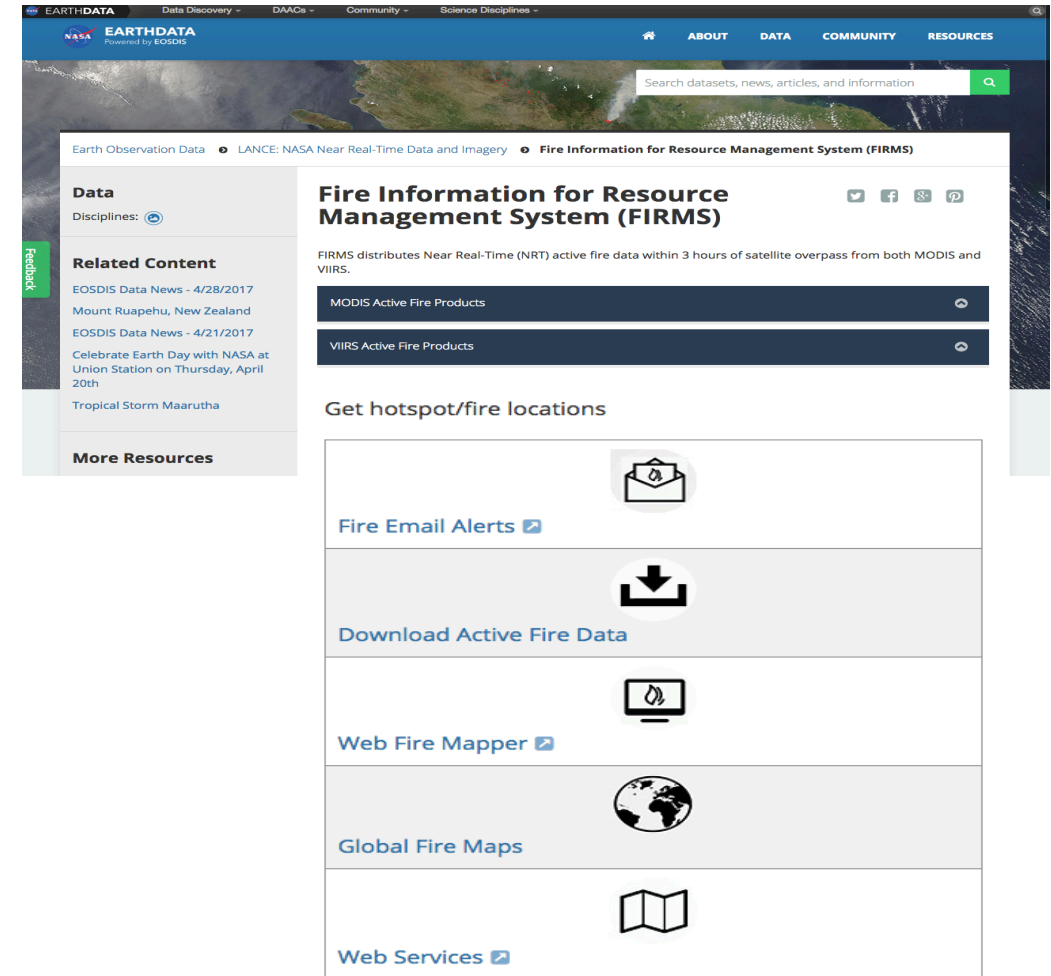 EARTHDATA
Data Discovery
DAACs
Community
Science Disciplines
NASA
EARTHDATA
Powered by EOSDIS
ABOUT
DATA
COMMUNITY
RESOURCES
Search datasets, news, articles, and information
Earth Observation Data
LANCE: NASA Near Real-Time Data and Imagery
Fire Information for Resource Management System (FIRMS)
Feedback
Data
Disciplines:
Related Content
EOSDIS Data News - 4/28/2017
Mount Ruapehu, New Zealand
EOSDIS Data News - 4/21/2017
Celebrate Earth Day with NASA at
Union Station on Thursday, April
20th
Tropical Storm Maarutha
More Resources
Fire Information for Resource
Management System (FIRMS)
FIRMS distributes Near Real-Time (NRT) active fire data within 3 hours of satellite overpass from both MODIS and
VIIRS.
MODIS Active Fire Products
VIIRS Active Fire Products
Get hotspot/fire locations
Fire Email Alerts
Download Active Fire Data
Web Fire Mapper
Global Fire Maps
Web Services